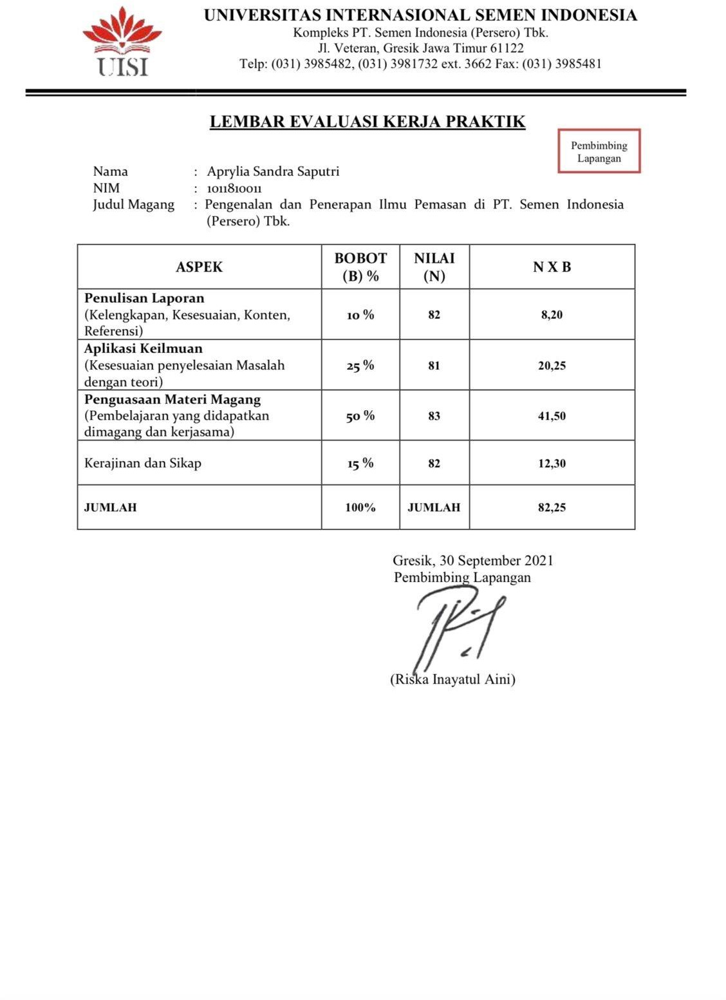 UISI
UNIVERSITAS INTERNASIONAL SEMEN INDONESIA
Kompleks PT. Semen Indonesia (Persero) Tbk.
Jl. Veteran, Gresik Jawa Timur 61122
Telp: (031) 3985482, (031) 3981732 ext. 3662 Fax: (031) 3985481
LEMBAR EVALUASI KERJA PRAKTIK
Pembimbing
Lapangan
Nama : Aprylia Sandra Saputri
NIM : 1011810011
Judul Magang : Pengenalan dan Penerapan Ilmu Pemasan di PT. Semen Indonesia
(Persero) Tbk.
ASPEK BOBOT (B) % NILAI (N) N X B
Penulisan Laporan
(Kelengkapan, Kesesuaian, Konten,
Referensi)
10 % 82 8,20
Aplikasi Keilmuan
(Kesesuaian penyelesaian Masalah
dengan teori)
25 % 81 20,25
Penguasaan Materi Magang
(Pembelajaran yang didapatkan
dimagang dan kerjasama)
50 % 83 41,50
Kerajinan dan Sikap 15 % 82 12,30
JUMLAH 100% JUMLAH 82,25
Gresik, 30 September 2021
Pembimbing Lapangan
(Riska Inayatul Aini)